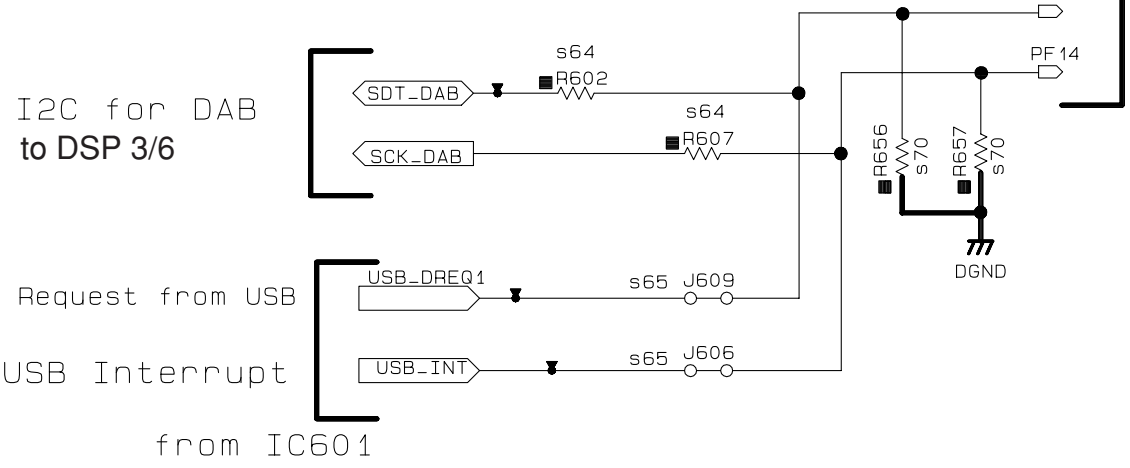 PF14
s64
R602
SDT_DAB
I2C for DAB
to DSP 3/6
s64
R607
SCK_DAB
R656
s70
R657
s70
DGND
USB_DREQ1
Request from USB
s65 J609
USB Interrupt
USB_INT
s65 J606
from IC601